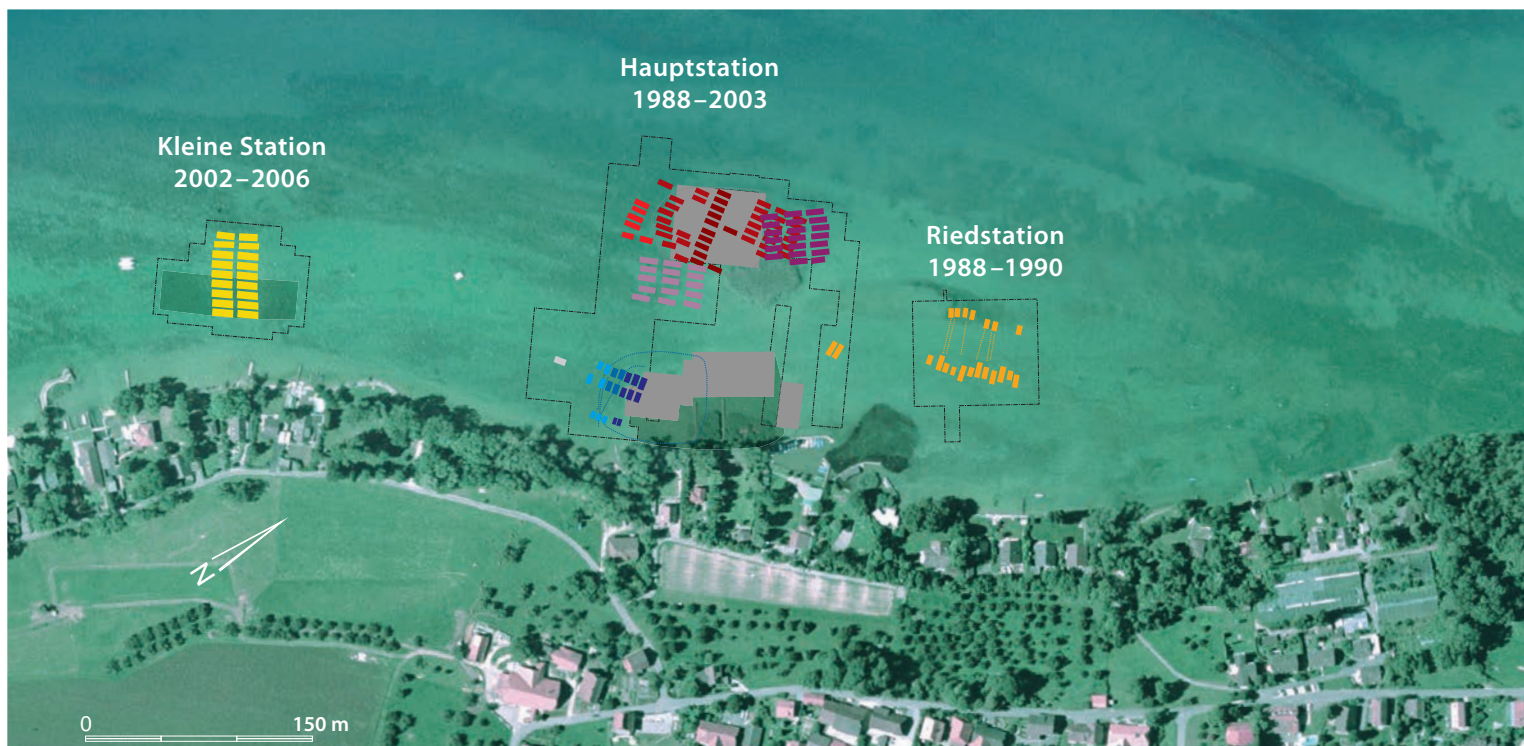 Hauptstation
1988–2003
Kleine Station
2002–2006
Riedstation
1988–1990
N
0 150 m